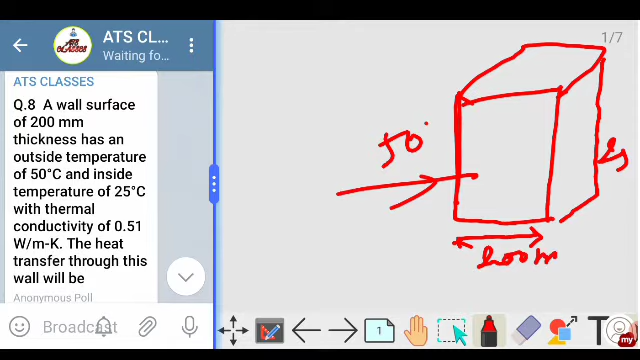 ATS CL...
Waiting fo...
ATS CLASSES
Q.8 A wall surface
of 200 mm
thickness has an
outside temperature
of 50°C and inside
temperature of 25°C
with thermal
conductivity of 0.51
W/m-K. The heat
transfer through this
wall will be
Anonymous Poll
Broadcast
1/7
50°
25
200 m
1
T
my